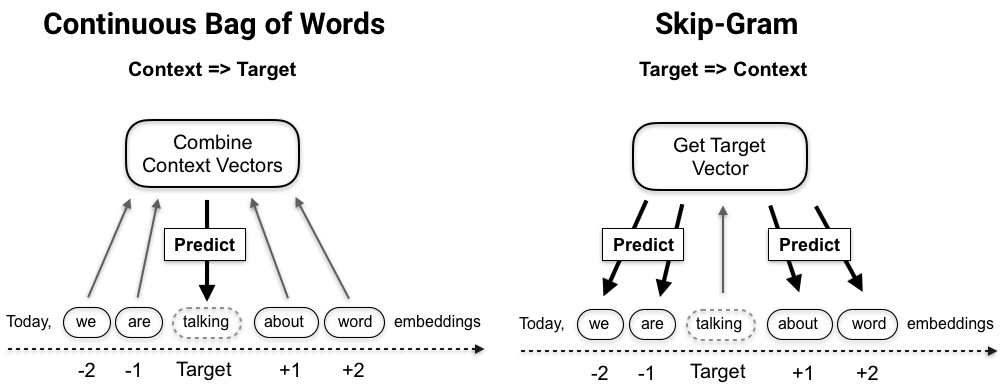 Continuous Bag of Words
Context => Target
Combine
Context Vectors
Predict
Today, we are talking about word embeddings
-2 -1 Target +1 +2
Skip-Gram
Target => Context
Get Target
Vector
Predict Predict
Today, we are talking about word embeddings
-2 -1 Target +1 +2